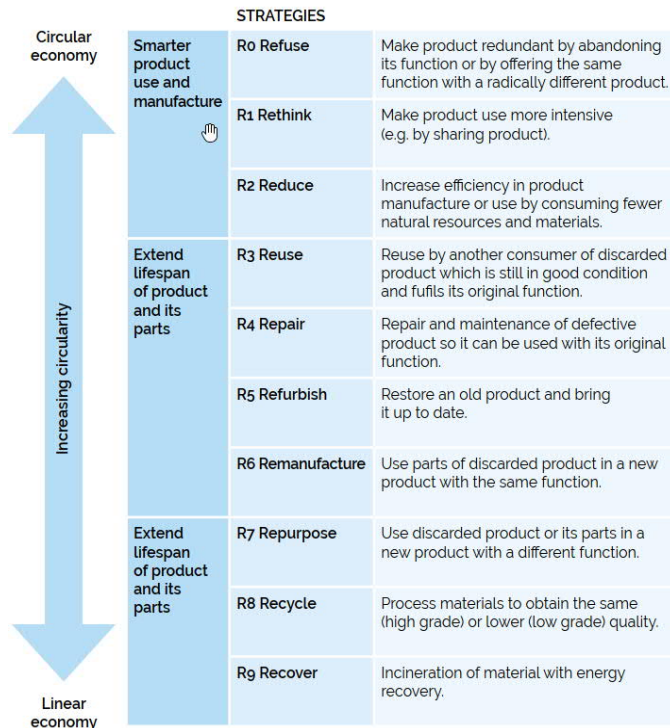 STRATEGIES
Circular
economy
Increasing circularity
Linear
economy
Smarter
product
use and
manufacture
R0 Refuse
Make product redundant by abandoning
its function or by offering the same
function with a radically different product.
R1 Rethink
Make product use more intensive
(e.g. by sharing product).
R2 Reduce
Increase efficiency in product
manufacture or use by consuming fewer
natural resources and materials.
Extend
lifespan
of product
and its
parts
R3 Reuse
Reuse by another consumer of discarded
product which is still in good condition
and fufils its original function.
R4 Repair
Repair and maintenance of defective
product so it can be used with its original
function.
R5 Refurbish
Restore an old product and bring
it up to date.
R6 Remanufacture
Use parts of discarded product in a new
product with the same function.
Extend
lifespan
of product
and its
parts
R7 Repurpose
Use discarded product or its parts in a
new product with a different function.
R8 Recycle
Process materials to obtain the same
(high grade) or lower (low grade) quality.
R9 Recover
Incineration of material with energy
recovery.